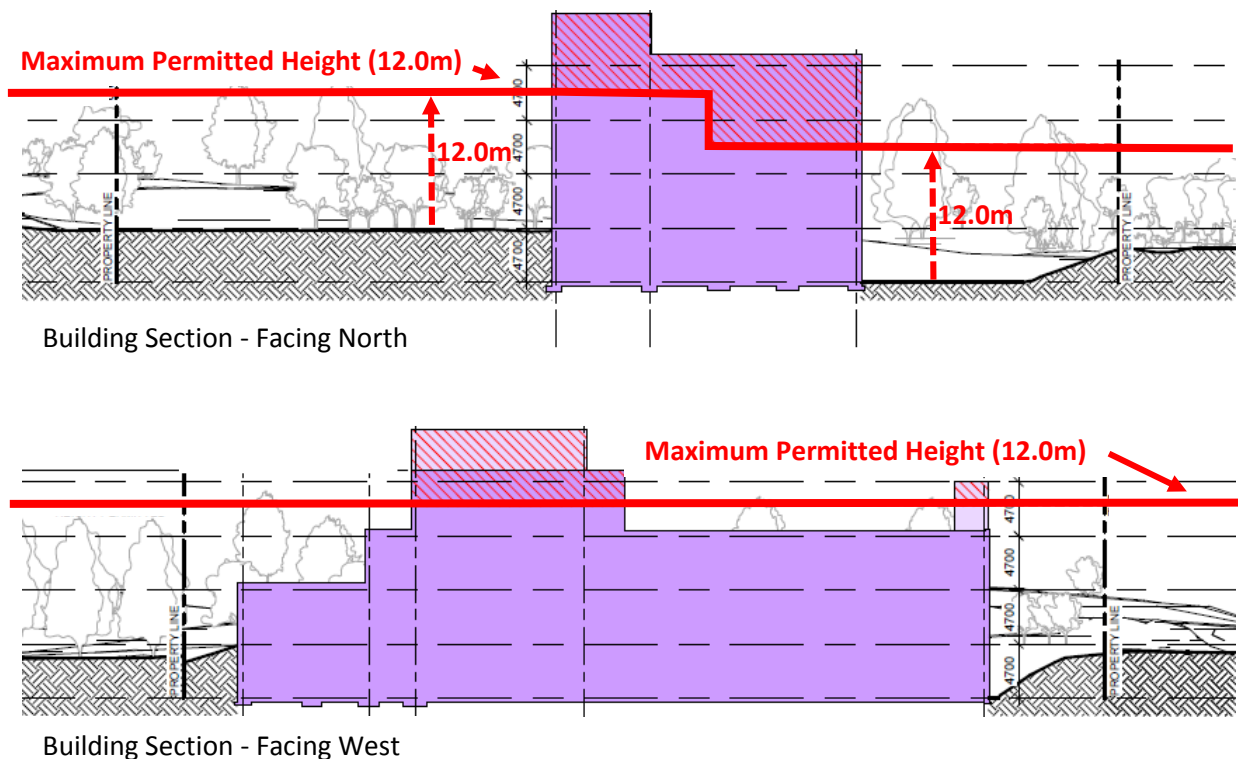 Maximum Permitted Height (12.0m)
4700
4700
12.0m
4700
12.0m
PROPERTY LINE
PROPERTY LINE
4700
Building Section - Facing North
Maximum Permitted Height (12.0m)
4700
4700
4700
PROPERTY LINE
PROPERTY LINE
4700
Building Section - Facing West